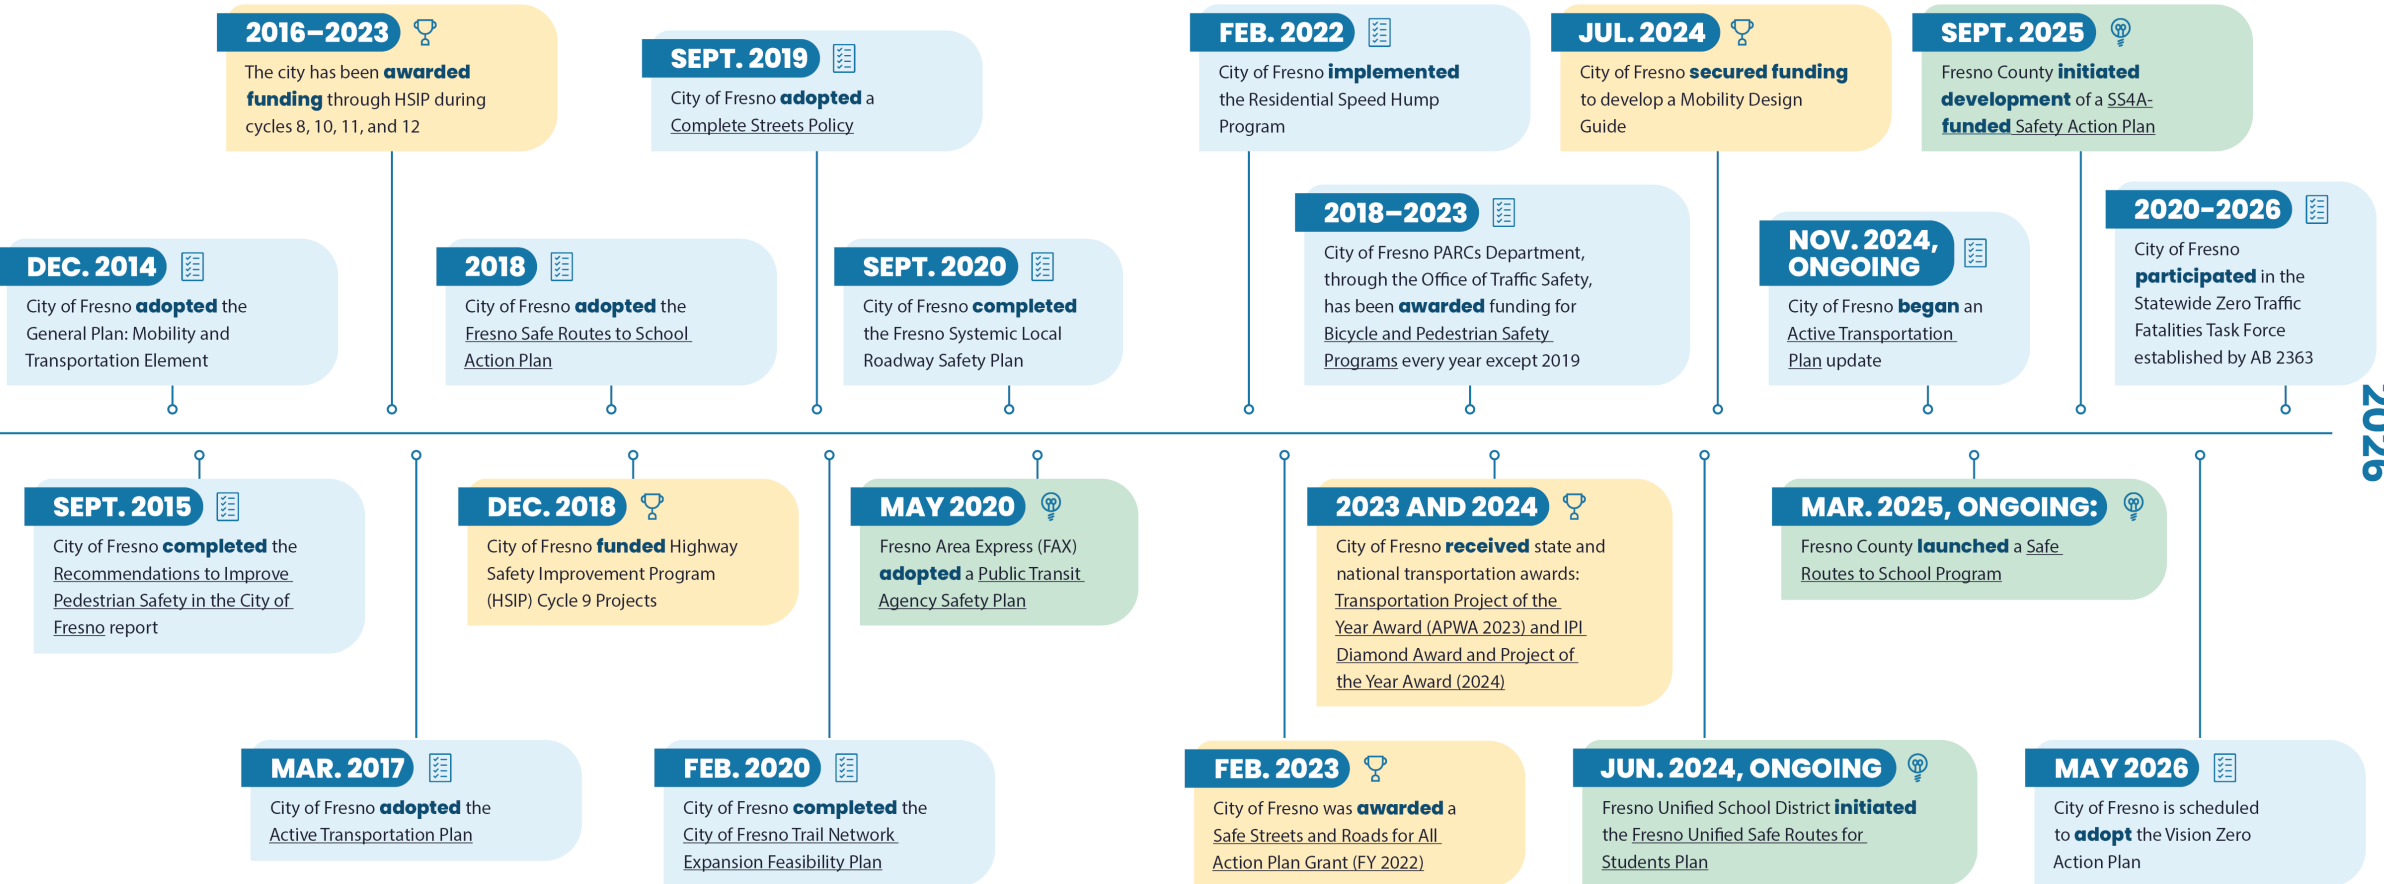 2016–2023
The city has been awarded
funding through HSIP during
cycles 8, 10, 11, and 12
SEPT. 2019
City of Fresno adopted a
Complete Streets Policy
FEB. 2022
City of Fresno implemented
the Residential Speed Hump
Program
JUL. 2024
City of Fresno secured funding
to develop a Mobility Design
Guide
SEPT. 2025
Fresno County initiated
development of a SS4A-
funded Safety Action Plan
DEC. 2014
City of Fresno adopted the
General Plan: Mobility and
Transportation Element
2018
City of Fresno adopted the
Fresno Safe Routes to School
Action Plan
SEPT. 2020
City of Fresno completed
the Fresno Systemic Local
Roadway Safety Plan
2018–2023
City of Fresno PARCs Department,
through the Office of Traffic Safety,
has been awarded funding for
Bicycle and Pedestrian Safety
Programs every year except 2019
NOV. 2024,
ONGOING
City of Fresno began an
Active Transportation
Plan update
2020-2026
City of Fresno
participated in the
Statewide Zero Traffic
Fatalities Task Force
established by AB 2363
2026
SEPT. 2015
City of Fresno completed the
Recommendations to Improve
Pedestrian Safety in the City of
Fresno report
DEC. 2018
City of Fresno funded Highway
Safety Improvement Program
(HSIP) Cycle 9 Projects
MAY 2020
Fresno Area Express (FAX)
adopted a Public Transit
Agency Safety Plan
2023 AND 2024
City of Fresno received state and
national transportation awards:
Transportation Project of the
Year Award (APWA 2023) and IPI
Diamond Award and Project of
the Year Award (2024)
MAR. 2025, ONGOING:
Fresno County launched a Safe
Routes to School Program
MAR. 2017
City of Fresno adopted the
Active Transportation Plan
FEB. 2020
City of Fresno completed the
City of Fresno Trail Network
Expansion Feasibility Plan
FEB. 2023
City of Fresno was awarded a
Safe Streets and Roads for All
Action Plan Grant (FY 2022)
JUN. 2024, ONGOING
Fresno Unified School District initiated
the Fresno Unified Safe Routes for
Students Plan
MAY 2026
City of Fresno is scheduled
to adopt the Vision Zero
Action Plan